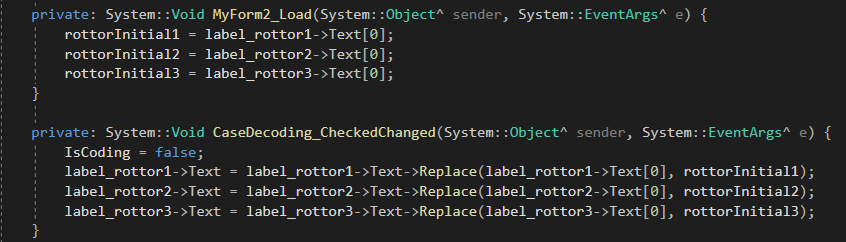 private: System::Void MyForm2_Load(System::Object^ sender, System::EventArgs^ e) {
rottorInitial1 = label_rottor1->Text[0];
rottorInitial2 = label_rottor2->Text[0];
rottorInitial3 = label_rottor3->Text[0];
}
private: System::Void CaseDecoding_CheckedChanged(System::Object^ sender, System::EventArgs^ e) {
IsCoding = false;
label_rottor1->Text = label_rottor1->Text->Replace(label_rottor1->Text[0], rottorInitial1);
label_rottor2->Text = label_rottor2->Text->Replace(label_rottor2->Text[0], rottorInitial2);
label_rottor3->Text = label_rottor3->Text->Replace(label_rottor3->Text[0], rottorInitial3);
}